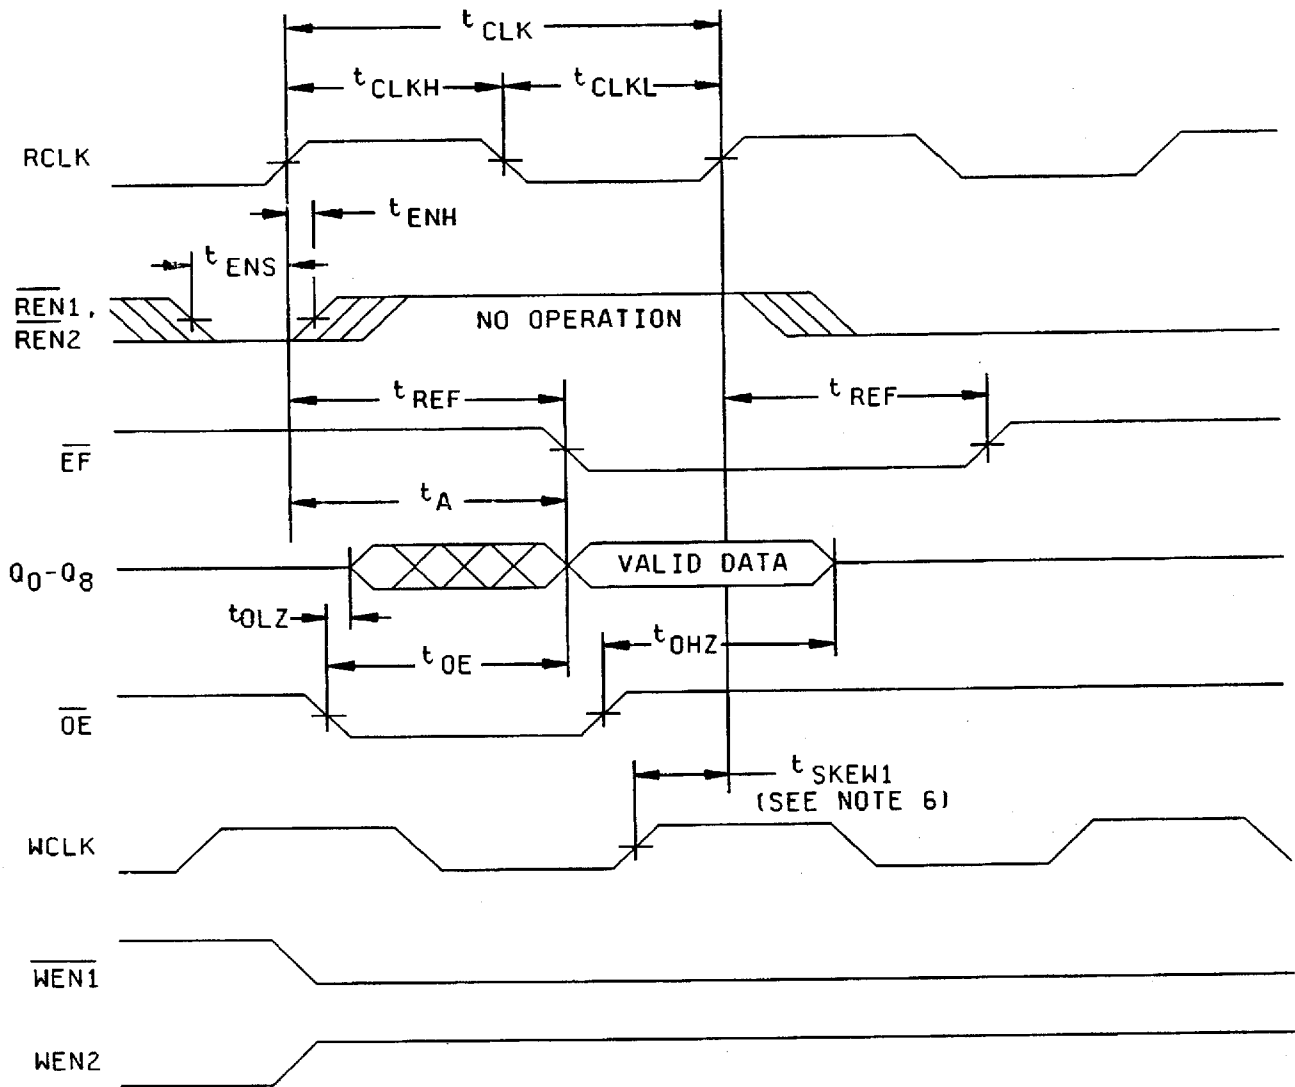 tCLK
tCLKH
tCLKL
RCLK
tENH
tENS
REN1,
REN2
NO OPERATION
tREF
tREF
EF
tA
Q0-Q8
VALID DATA
tOLZ
tOE
tOHZ
OE
tSKEW1
(SEE NOTE 6)
WCLK
WEN1
WEN2